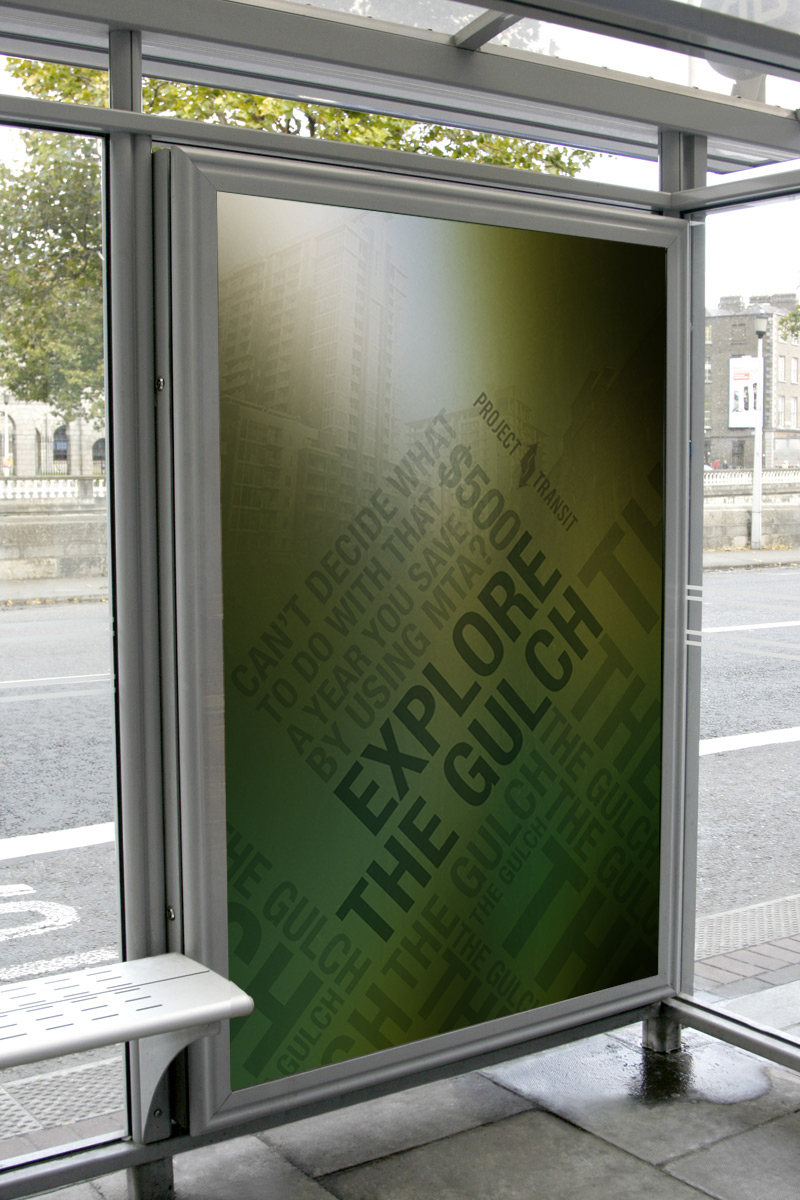 PROJECT TRANSIT
CAN'T DECIDE WHAT
TO DO WITH THAT $500
A YEAR YOU SAVE
BY USING MTA?
EXPLORE
THE GULCH
THE
THE
THE GULCH
THE GULCH
THE GULCH
THE GULCH
THE GULCH
THE GULCH
GULCH